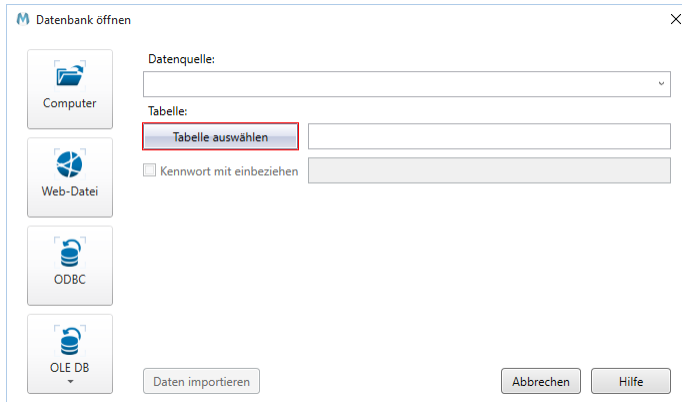 Datenbank öffnen
Computer
Web-Datei
ODBC
OLE DB
Datenquelle:
Tabelle:
Tabelle auswählen
Kennwort mit einbeziehen
Daten importieren
Abbrechen
Hilfe